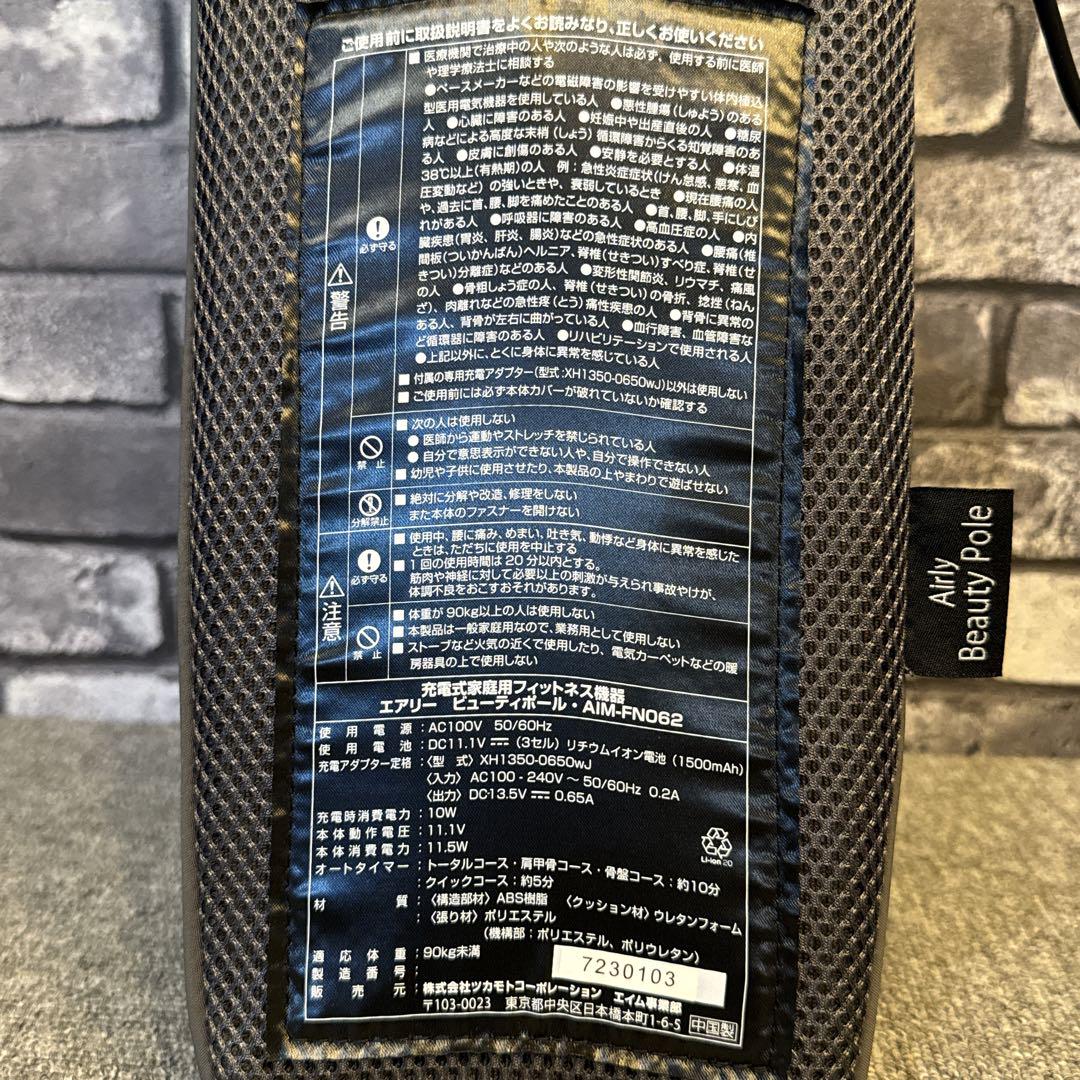 ご使用前に取扱説明書をよくお読みなり、正しくお使いください
⚠警告
必ず守る
■医療機関で治療中の人や次のような人は必ず、使用する前に医師
や理学療法士に相談する
●ペースメーカーなどの電磁障害の影響を受けやすい体内植込
型医用電気機器を使用している人 ●悪性腫瘍(しゅよう)のある
人 ●心臓に障害のある人 ●妊娠中や出産直後の人 ●糖尿
病などによる高度な末梢(しょう)循環障害からくる知覚障害のあ
る人 ●皮膚に創傷のある人 ●安静を必要とする人 ●体温
38℃以上(有熱期)の人 例:急性炎症症状(けん怠感、悪寒、血
圧変動など)の強いときや、衰弱しているとき ●現在腰痛の人
や、過去に首、腰、脚を痛めたことのある人 ●首、腰、脚、手にしび
れがある人 ●呼吸器に障害のある人 ●高血圧症の人 ●内
臓疾患(胃炎、肝炎、腸炎)などの急性症状のある人 ●腰痛(椎
間板(ついかんばん)ヘルニア、脊椎(せきつい)すべり症、脊椎(せ
きつい)分離症)などのある人 ●変形性関節炎、リウマチ、痛風
の人 ●骨粗しょう症の人、脊椎(せきつい)の骨折、捻挫(ねん
ざ)、肉離れなどの急性疼(とう)痛性疾患の人 ●背骨に異常の
ある人、背骨が左右に曲がっている人 ●血行障害、血管障害な
ど循環器に障害のある人 ●リハビリテーションで使用される人
●上記以外に、とくに身体に異常を感じている人
■付属の専用充電アダプター(型式:XH1350-0650wJ)以外は使用しない
■ご使用前には必ず本体カバーが破れていないか確認する
禁止
■次の人は使用しない
●医師から運動やストレッチを禁じられている人
●自分で意思表示ができない人や、自分で操作できない人
■幼児や子供に使用させたり、本製品の上やまわりで遊ばせない
分解禁止
■絶対に分解や改造、修理をしない
また本体のファスナーを開けない
⚠注意
必ず守る
■使用中、腰に痛み、めまい、吐き気、動悸など身体に異常を感じた
ときは、ただちに使用を中止する
■1回の使用時間は20分以内とする。
筋肉や神経に対して必要以上の刺激が与えられ事故やけが、
体調不良をおこすおそれがあります。
禁止
■体重が90kg以上の人は使用しない
■本製品は一般家庭用なので、業務用として使用しない
■ストーブなど火気の近くで使用したり、電気カーペットなどの暖
房器具の上で使用しない
充電式家庭用フィットネス機器
エアリー ビューティポール・AIM-FN062
使用電源:AC100V 50/60Hz
使用電池:DC11.1V⎓(3セル)リチウムイオン電池(1500mAh)
充電アダプター定格:〈型 式〉XH1350-0650wJ
〈入力〉AC100-240V～50/60Hz 0.2A
〈出力〉DC-13.5V⎓0.65A
充電時消費電力:10W
本体動作電圧:11.1V
本体消費電力:11.5W
オートタイマー:トータルコース・肩甲骨コース・骨盤コース:約10分
:クイックコース:約5分
材質:〈構造部材〉ABS樹脂 〈クッション材〉ウレタンフォーム
:〈張り材〉ポリエステル
(機構部:ポリエステル、ポリウレタン)
適応体重:90kg未満
製造番号:7230103
販売元:株式会社ツカモトコーポレーション エイム事業部
〒103-0023 東京都中央区日本橋本町1-6-5 中国製
Li-ion 20
Airly
Beauty Pole